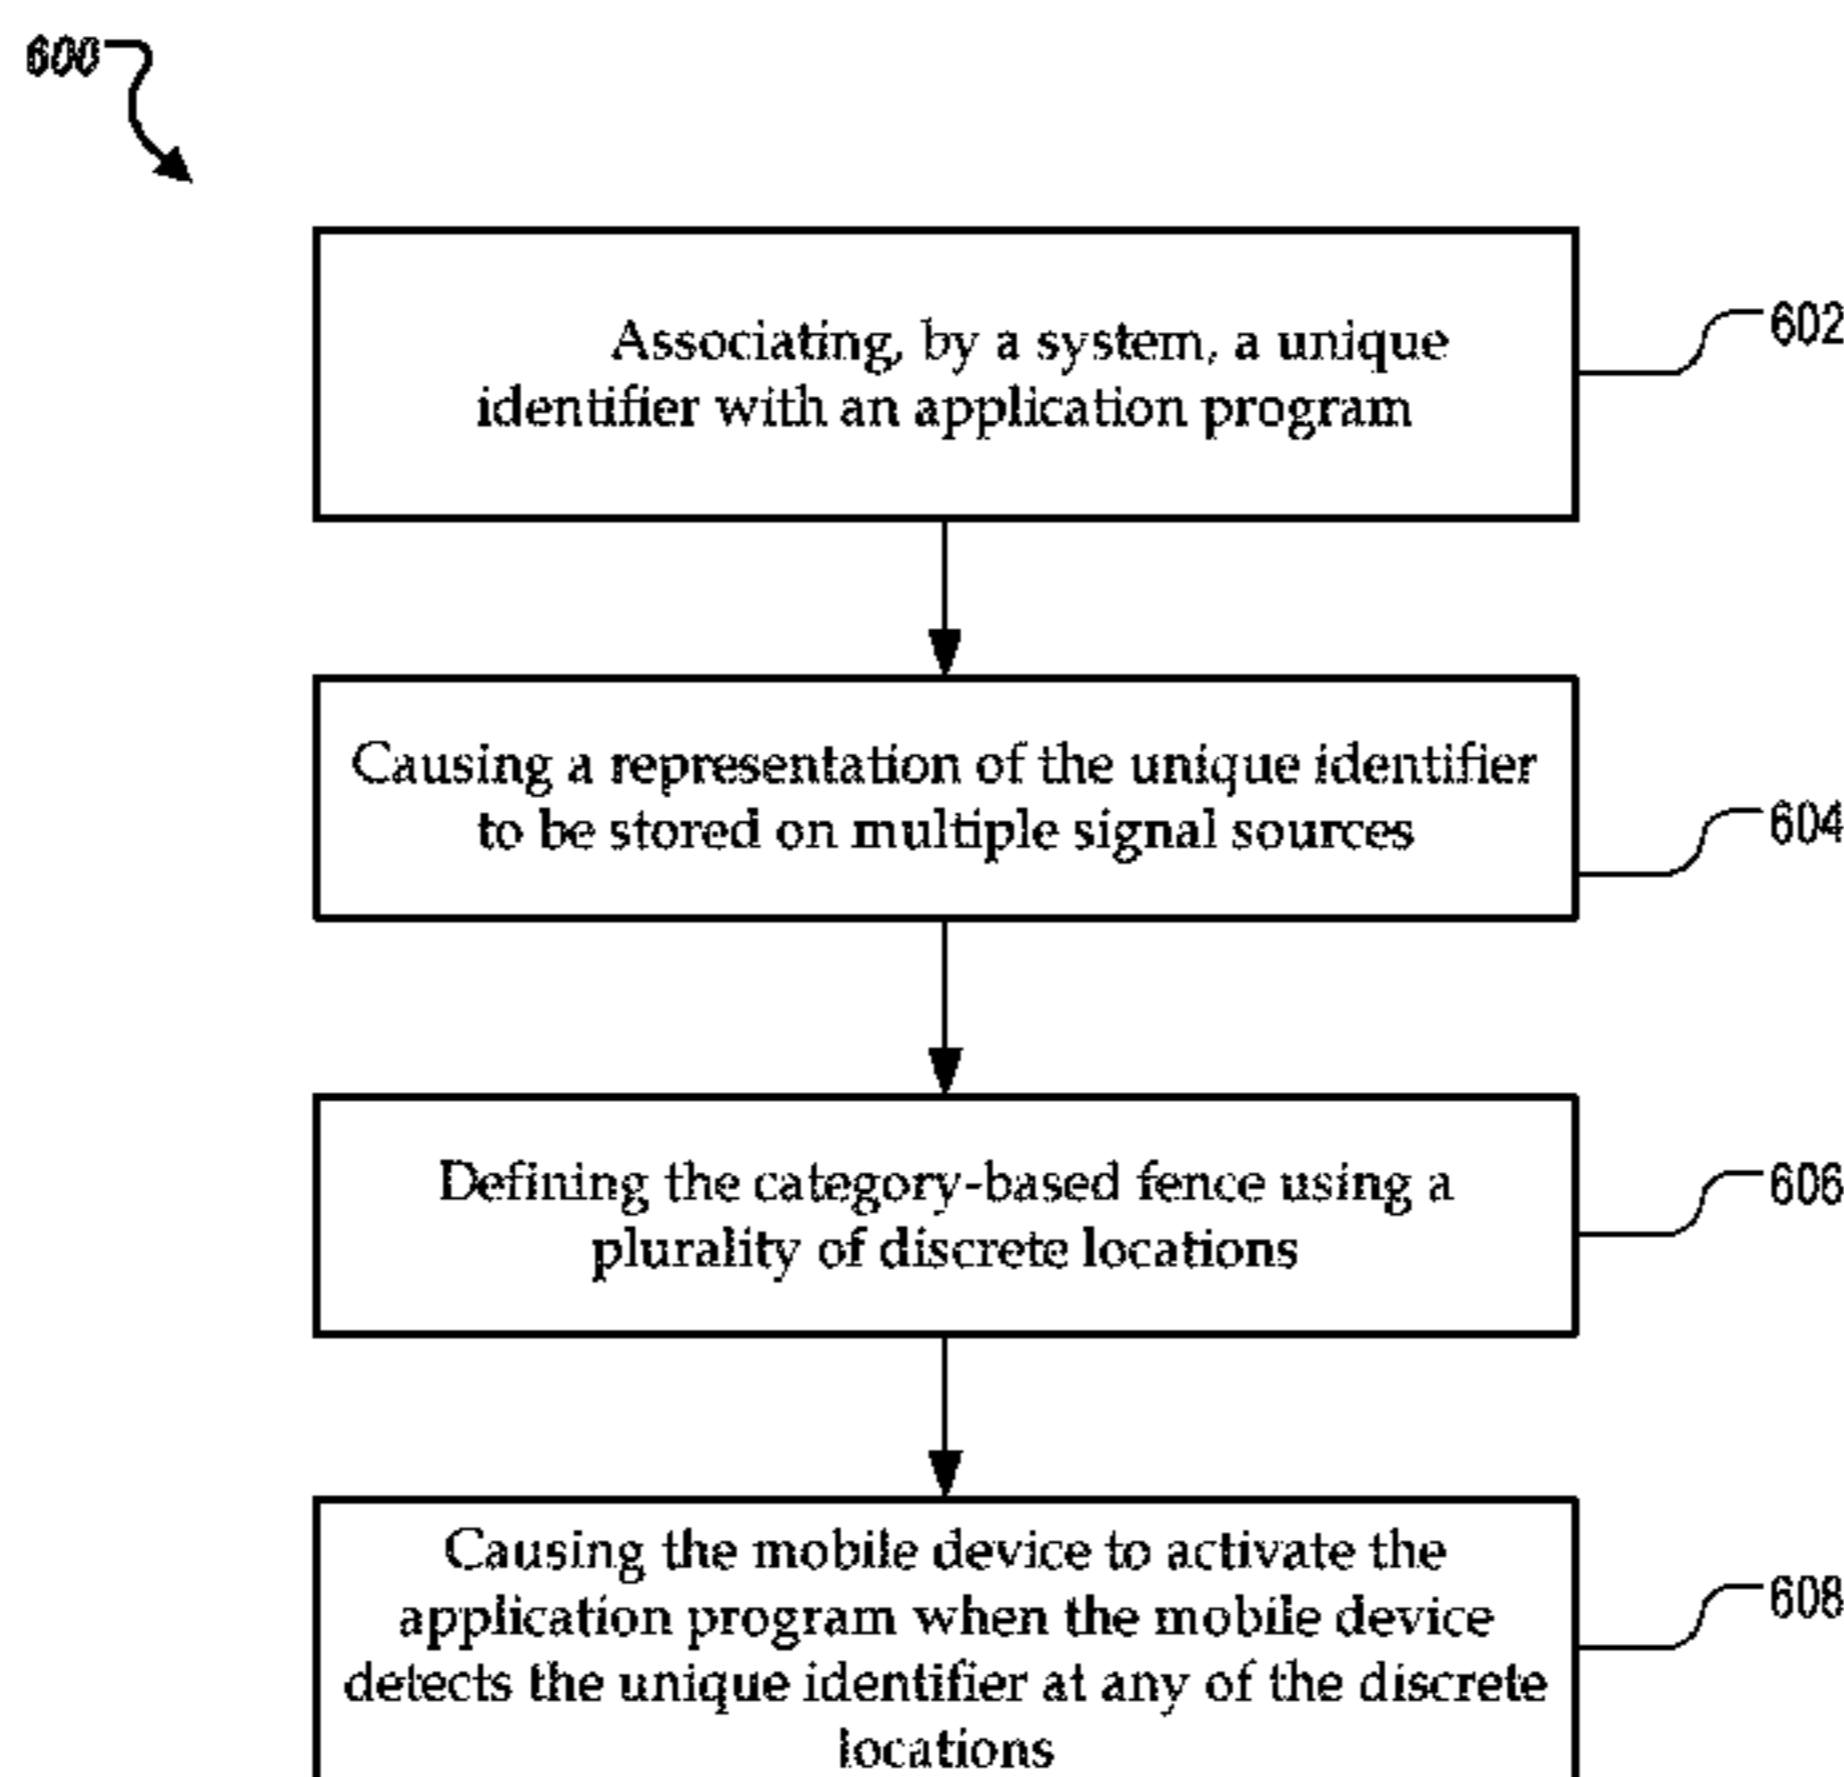 600
Associating, by a system, a unique
identifier with an application program
602
Causing a representation of the unique identifier
to be stored on multiple signal sources
604
Defining the category-based fence using a
plurality of discrete locations
606
Causing the mobile device to activate the
application program when the mobile device
detects the unique identifier at any of the discrete
locations
608